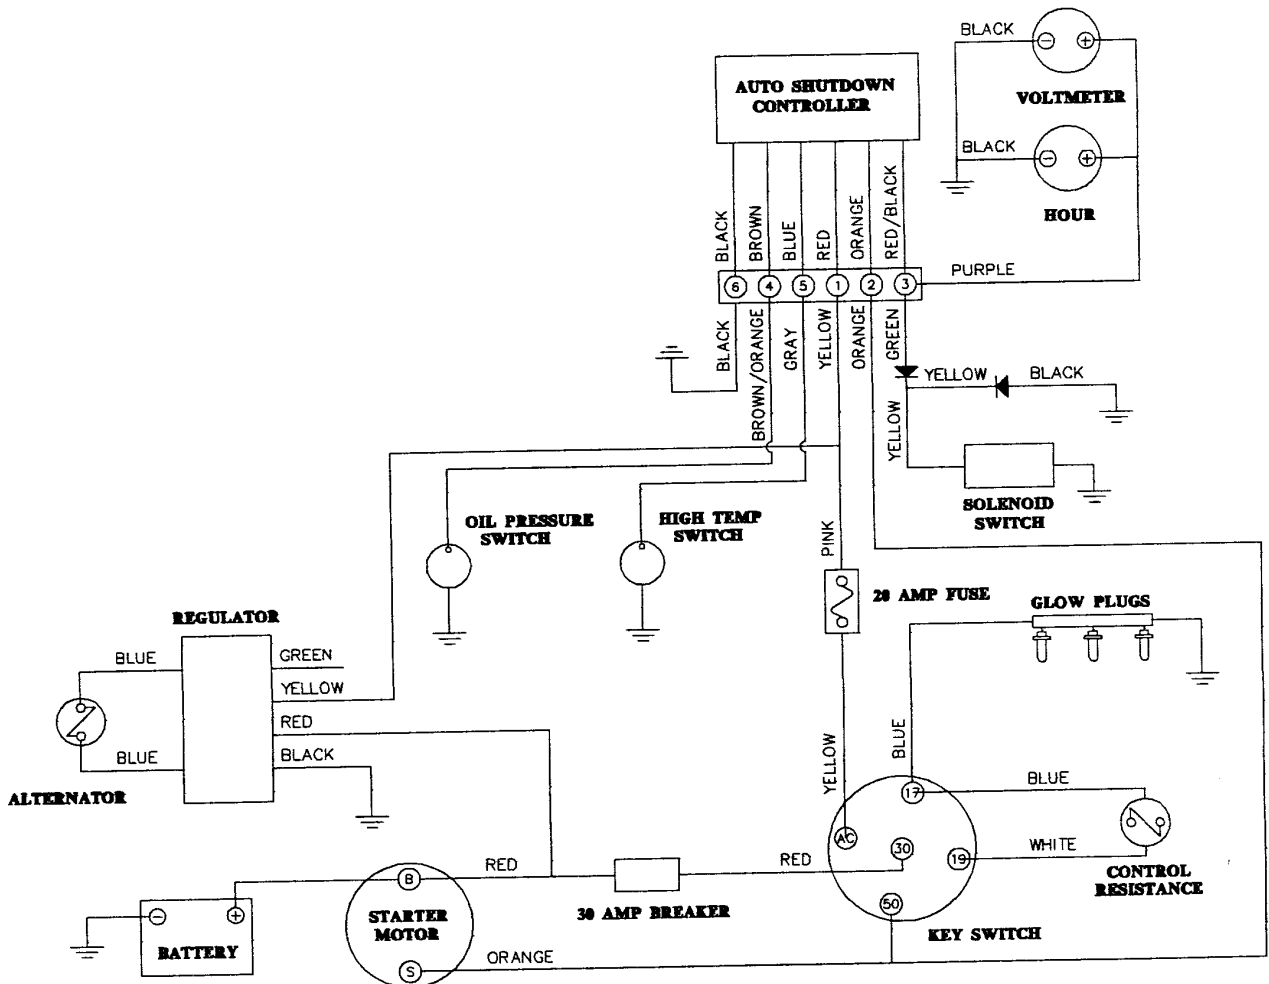 BLACK
VOLTMETER
AUTO SHUTDOWN
CONTROLLER
BLACK
HOUR
BLACK
BROWN
BLUE
RED
ORANGE
RED/BLACK
PURPLE
6
4
5
1
2
3
BLACK
BROWN/ORANGE
GRAY
YELLOW
ORANGE
GREEN
YELLOW
BLACK
YELLOW
SOLENOID
SWITCH
OIL PRESSURE
SWITCH
HIGH TEMP
SWITCH
PINK
20 AMP FUSE
GLOW PLUGS
REGULATOR
BLUE
GREEN
YELLOW
RED
BLUE
BLACK
ALTERNATOR
YELLOW
BLUE
17
BLUE
AC
30
19
WHITE
CONTROL
RESISTANCE
50
KEY SWITCH
RED
RED
B
STARTER
MOTOR
S
30 AMP BREAKER
BATTERY
ORANGE